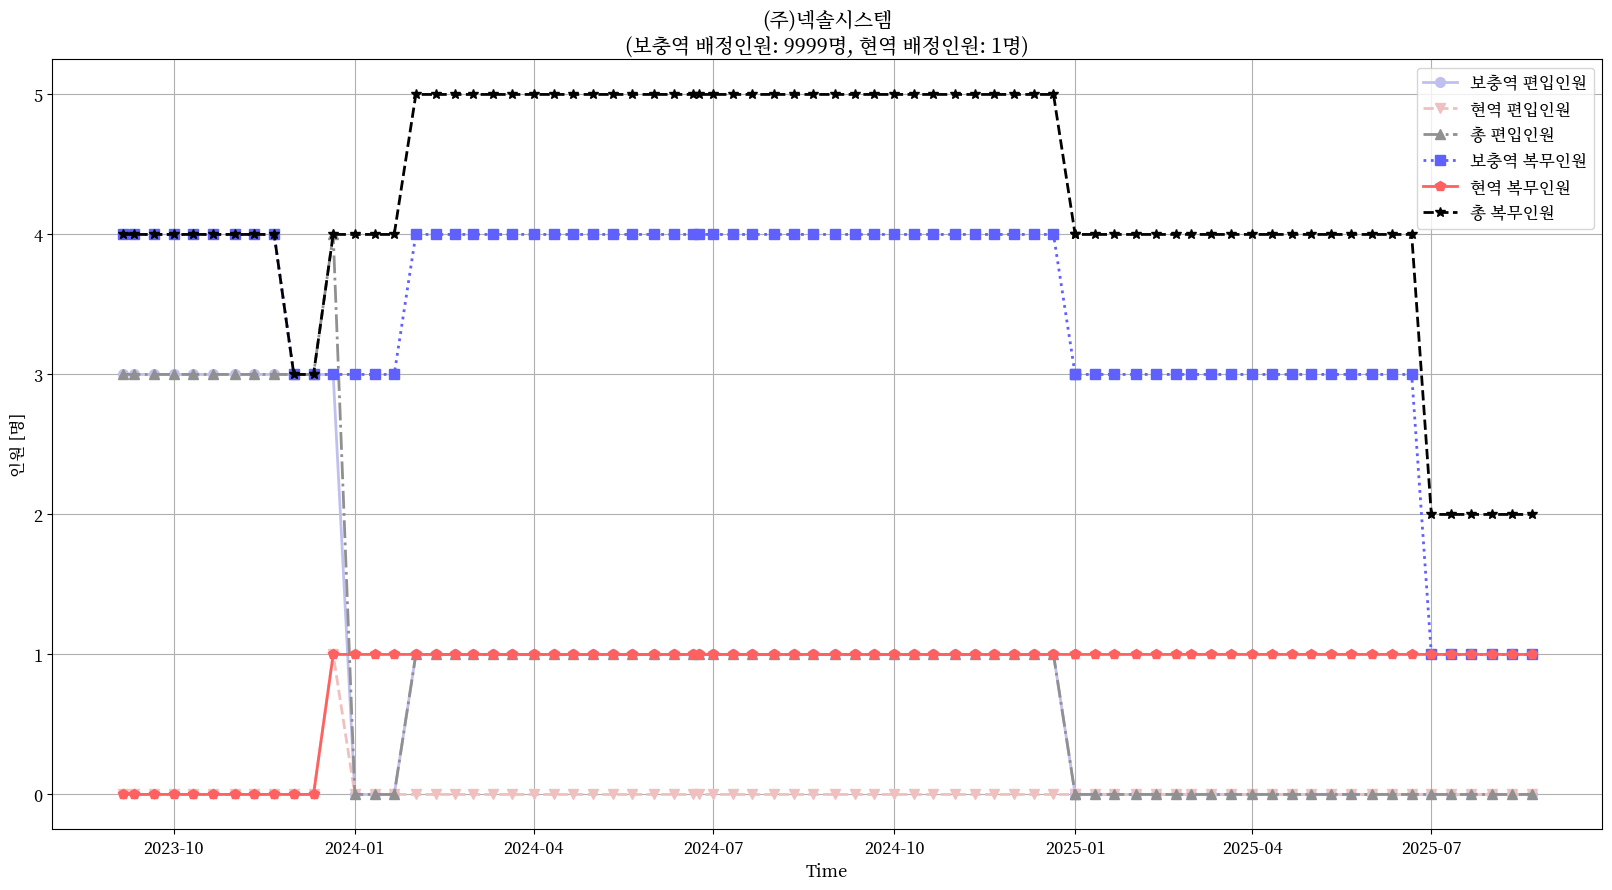 (주)넥솔시스템
(보충역 배정인원: 9999명, 현역 배정인원: 1명)
보충역 편입인원
현역 편입인원
총 편입인원
보충역 복무인원
현역 복무인원
총 복무인원
인원 [명]
5
4
3
2
1
0
2023-10
2024-01
2024-04
2024-07
2024-10
2025-01
2025-04
2025-07
Time